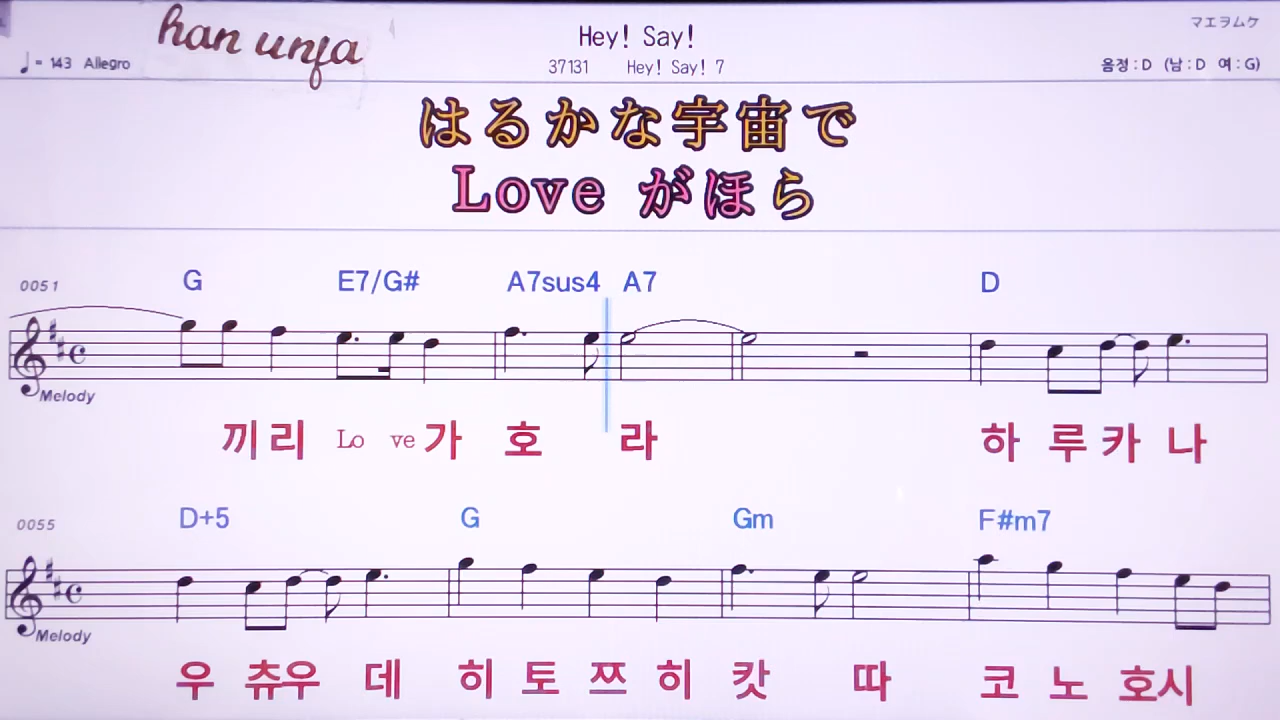 han unfa
Hey! Say!
マエヲムケ
♩= 143 Allegro
37131 Hey! Say! 7
음정:D (남:D 여:G)
はるかな宇宙で
Love がほら
0051
G E7/G# A7sus4 A7 D
Melody
끼리 Lo ve 가 호 라 하 루 카 나
0055
D+5 G Gm F#m7
Melody
우 츄우 데 히 토 쯔 히 캇 따 코 노 호시